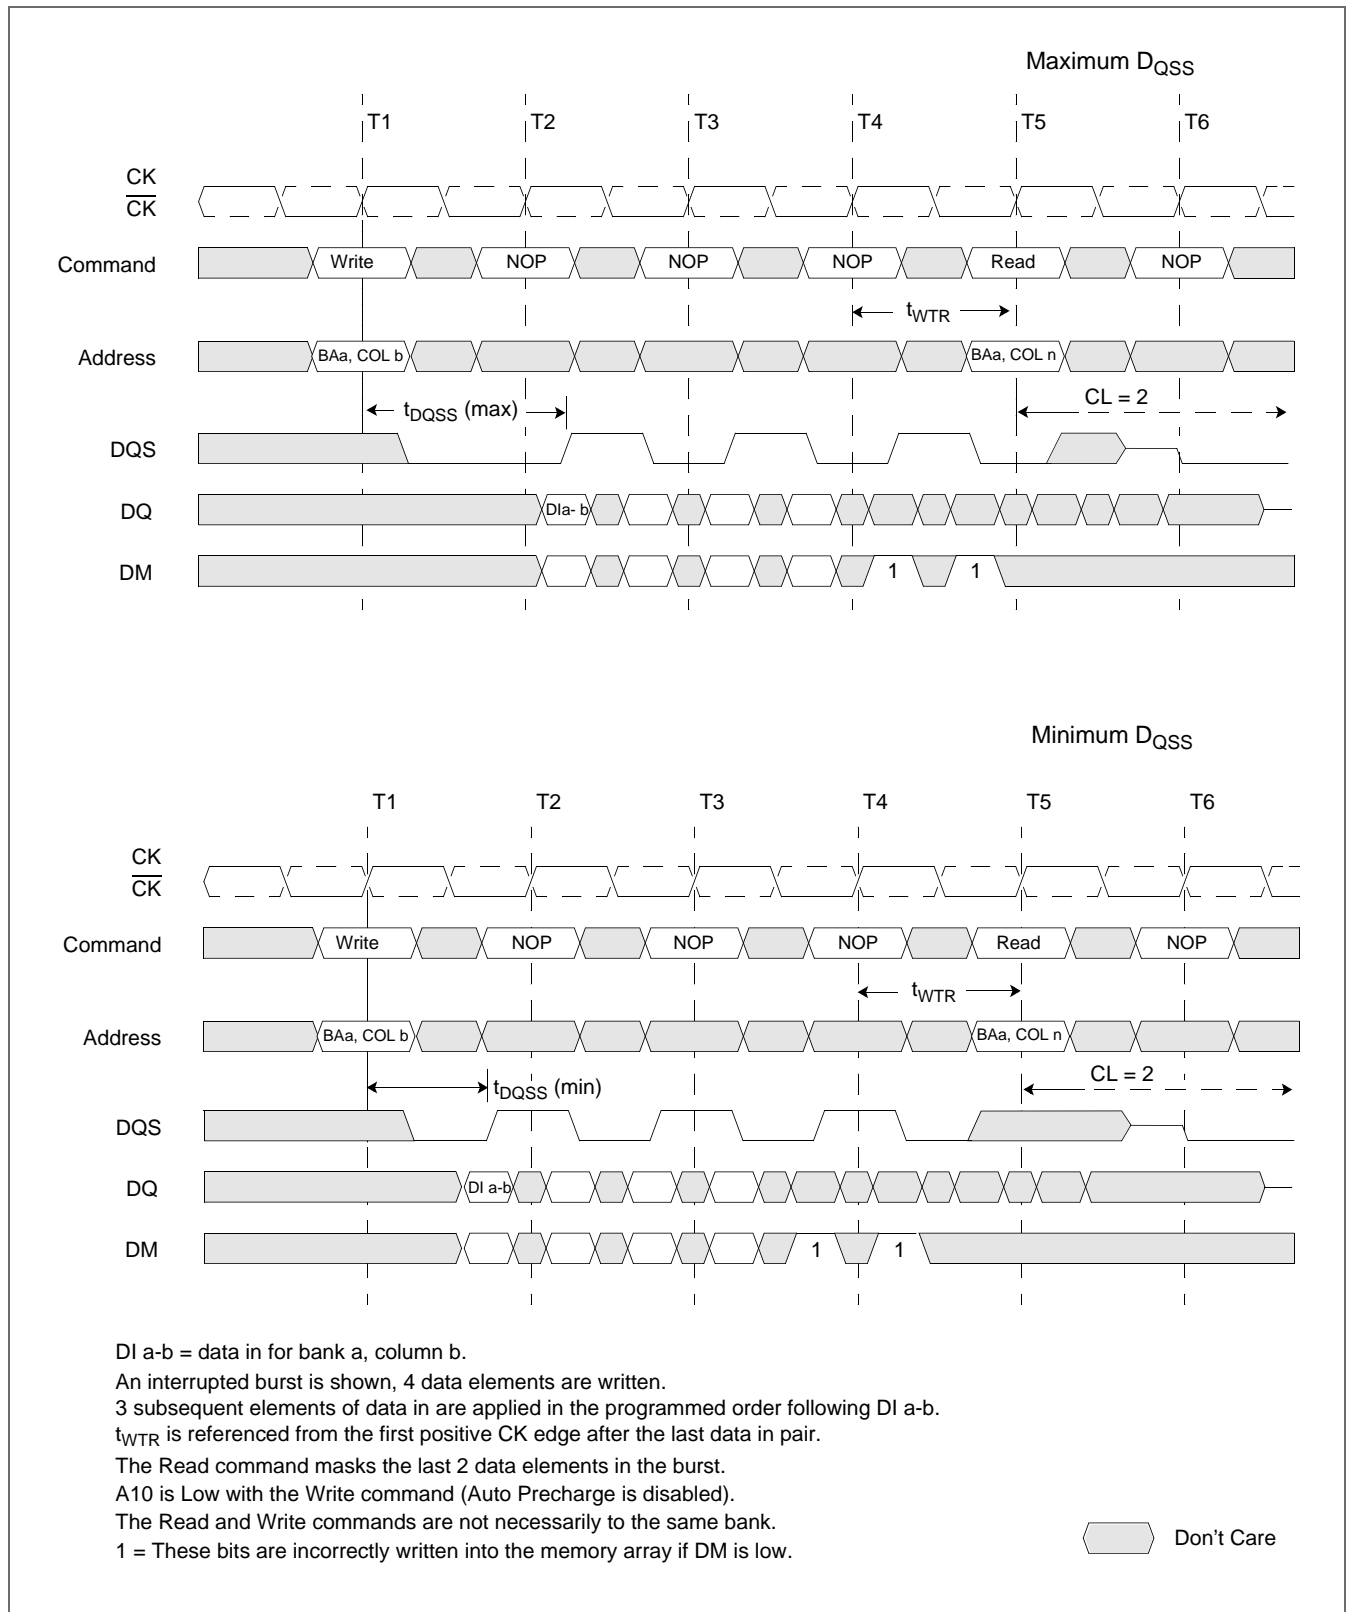 Maximum DQSS
T1 T2 T3 T4 T5 T6
CK
CK
Command Write NOP NOP NOP Read NOP
tWTR
Address BAa, COL b BAa, COL n
tDQSS (max) CL = 2
DQS
DQ DIa- b
DM 1 1
Minimum DQSS
T1 T2 T3 T4 T5 T6
CK
CK
Command Write NOP NOP NOP Read NOP
tWTR
Address BAa, COL b BAa, COL n
tDQSS (min) CL = 2
DQS
DQ DI a-b
DM 1 1
DI a-b = data in for bank a, column b.
An interrupted burst is shown, 4 data elements are written.
3 subsequent elements of data in are applied in the programmed order following DI a-b.
tWTR is referenced from the first positive CK edge after the last data in pair.
The Read command masks the last 2 data elements in the burst.
A10 is Low with the Write command (Auto Precharge is disabled).
The Read and Write commands are not necessarily to the same bank.
1 = These bits are incorrectly written into the memory array if DM is low.
Don't Care